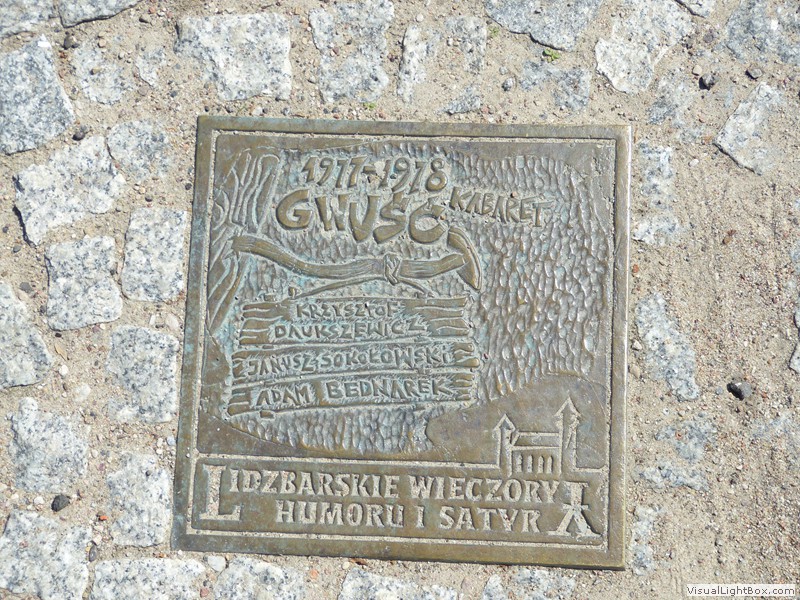 1977-1978
GWUŚĆ KABARET
KRZYSZTOF
DAUKSZEWICZ
JANUSZ SOKOŁOWSKI
ADAM BEDNAREK
LIDZBARSKIE WIECZORY
HUMORU I SATYR
VisualLightBox.com